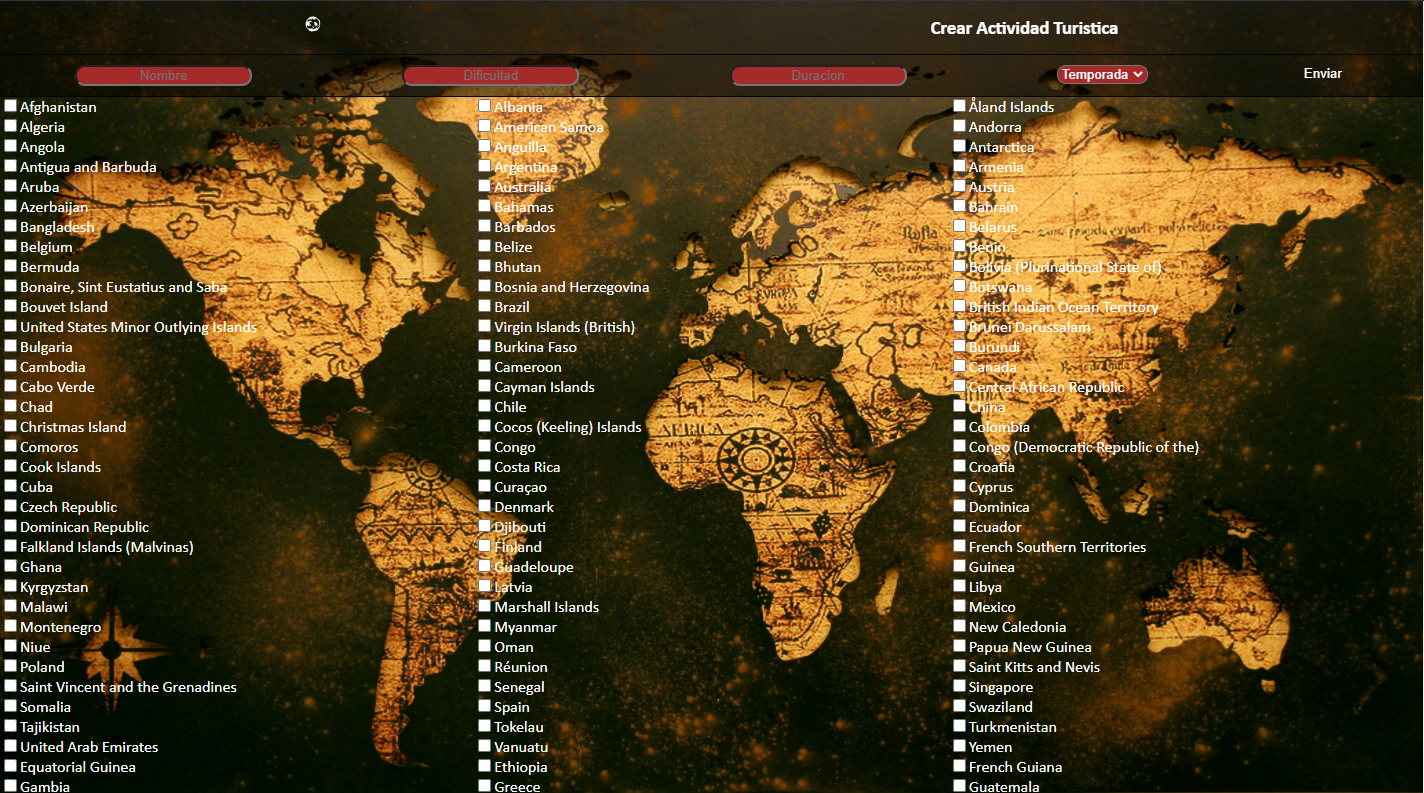 Crear Actividad Turistica
Nombre Dificultad Duracion Temporada Enviar
Afghanistan Albania Åland Islands
Algeria American Samoa Andorra
Angola Anguilla Antarctica
Antigua and Barbuda Argentina Armenia
Aruba Australia Austria
Azerbaijan Bahamas Bahrain
Bangladesh Barbados Belarus
Belgium Belize Benin
Bermuda Bhutan Bolivia (Plurinational State of)
Bonaire, Sint Eustatius and Saba Bosnia and Herzegovina Botswana
Bouvet Island Brazil British Indian Ocean Territory
United States Minor Outlying Islands Virgin Islands (British) Brunei Darussalam
Bulgaria Burkina Faso Burundi
Cambodia Cameroon Canada
Cabo Verde Cayman Islands Central African Republic
Chad Chile China
Christmas Island Cocos (Keeling) Islands Colombia
Comoros Congo Congo (Democratic Republic of the)
Cook Islands Costa Rica Croatia
Cuba Curaçao Cyprus
Czech Republic Denmark Dominica
Dominican Republic Djibouti Ecuador
Falkland Islands (Malvinas) Finland French Southern Territories
Ghana Guadeloupe Guinea
Kyrgyzstan Latvia Libya
Malawi Marshall Islands Mexico
Montenegro Myanmar New Caledonia
Niue Oman Papua New Guinea
Poland Réunion Saint Kitts and Nevis
Saint Vincent and the Grenadines Senegal Singapore
Somalia Spain Swaziland
Tajikistan Tokelau Turkmenistan
United Arab Emirates Vanuatu Yemen
Equatorial Guinea Ethiopia French Guiana
Gambia Greece Guatemala
AFRICA
EUROPA